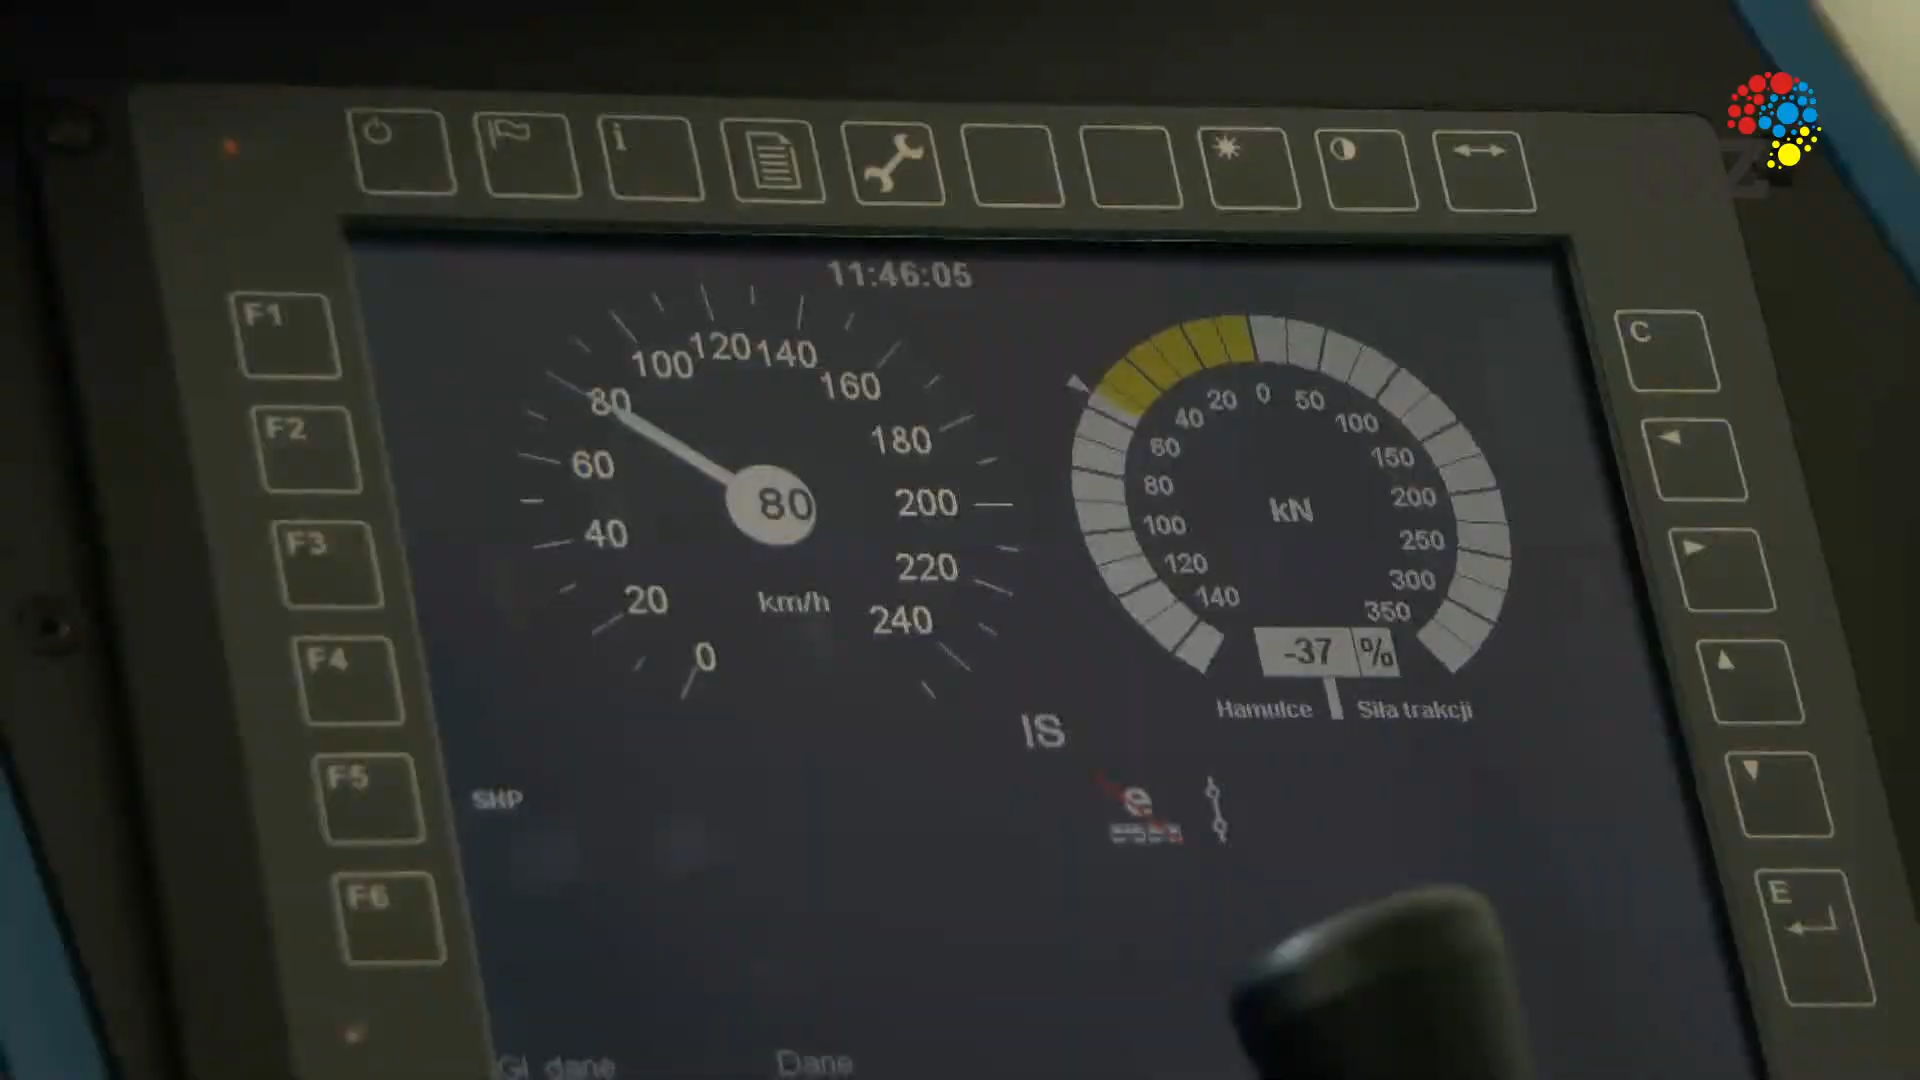 i
11:46:05
F1
F2
F3
F4
F5
F6
C
E
0
20
40
60
80
100
120
140
160
180
200
220
240
80
km/h
140
120
100
80
60
40
20
0
50
100
150
200
250
300
350
kN
-37 %
Hamulce
Siła trakcji
IS
SHP
e
Gł. dane
Dane